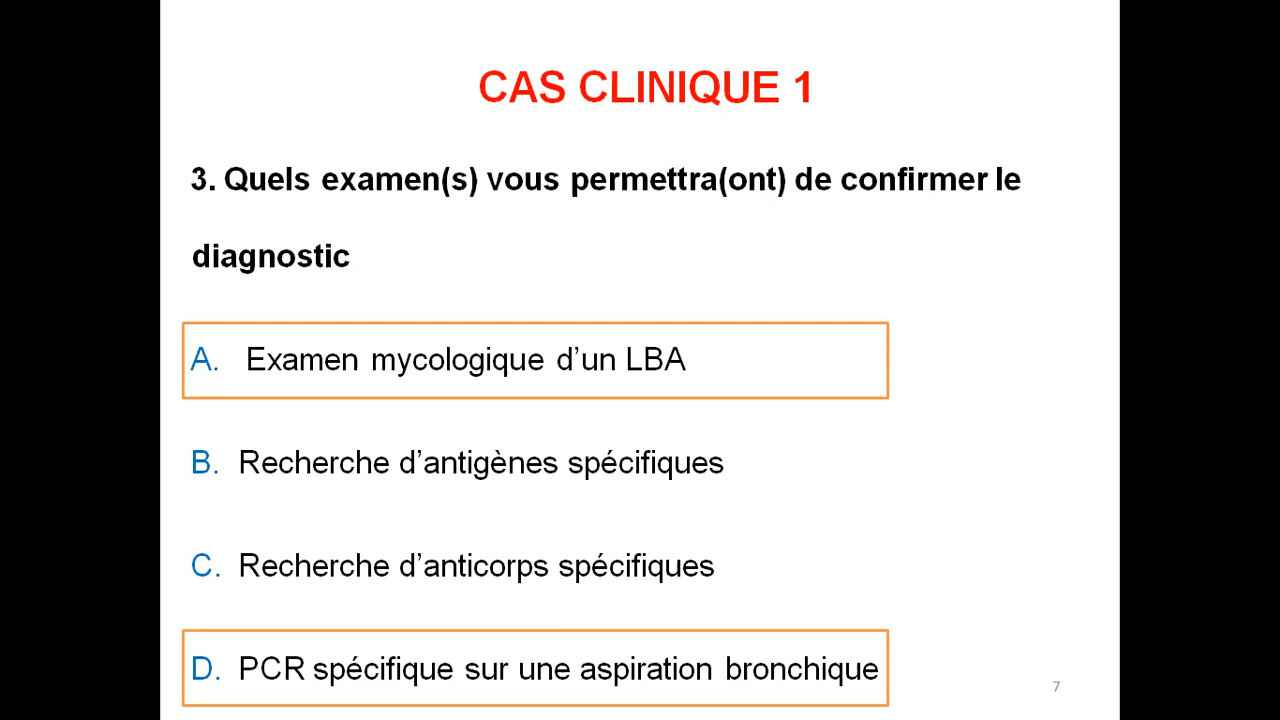 CAS CLINIQUE 1
3. Quels examen(s) vous permettra(ont) de confirmer le
diagnostic
A. Examen mycologique d’un LBA
B. Recherche d’antigènes spécifiques
C. Recherche d’anticorps spécifiques
D. PCR spécifique sur une aspiration bronchique
7